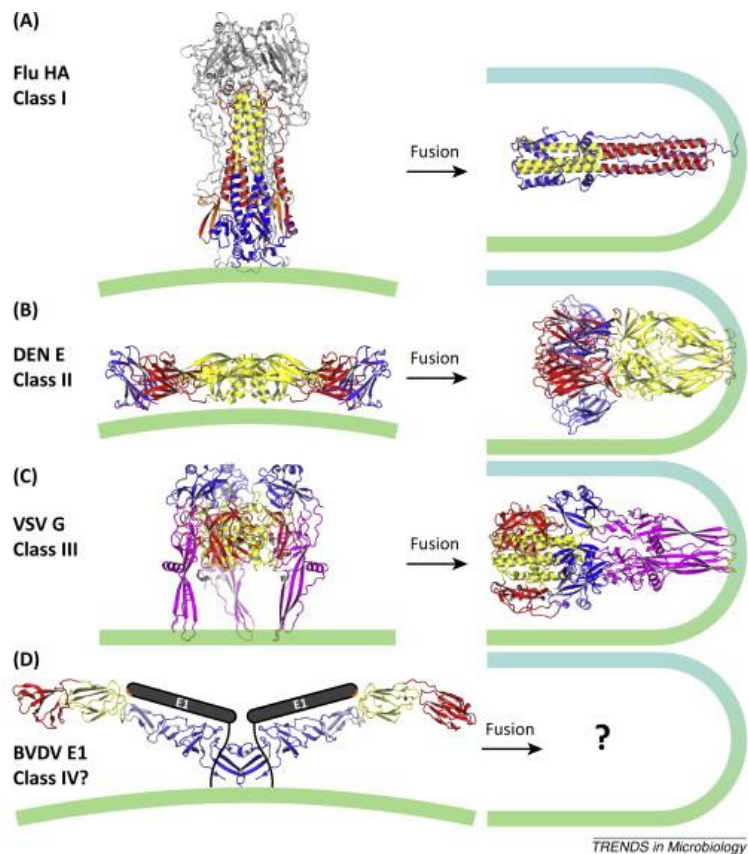 (A)
Flu HA
Class I
Fusion
(B)
DEN E
Class II
Fusion
(C)
VSV G
Class III
Fusion
(D)
E1
E1
BVDV E1
Class IV?
Fusion
?
TRENDS in Microbiology